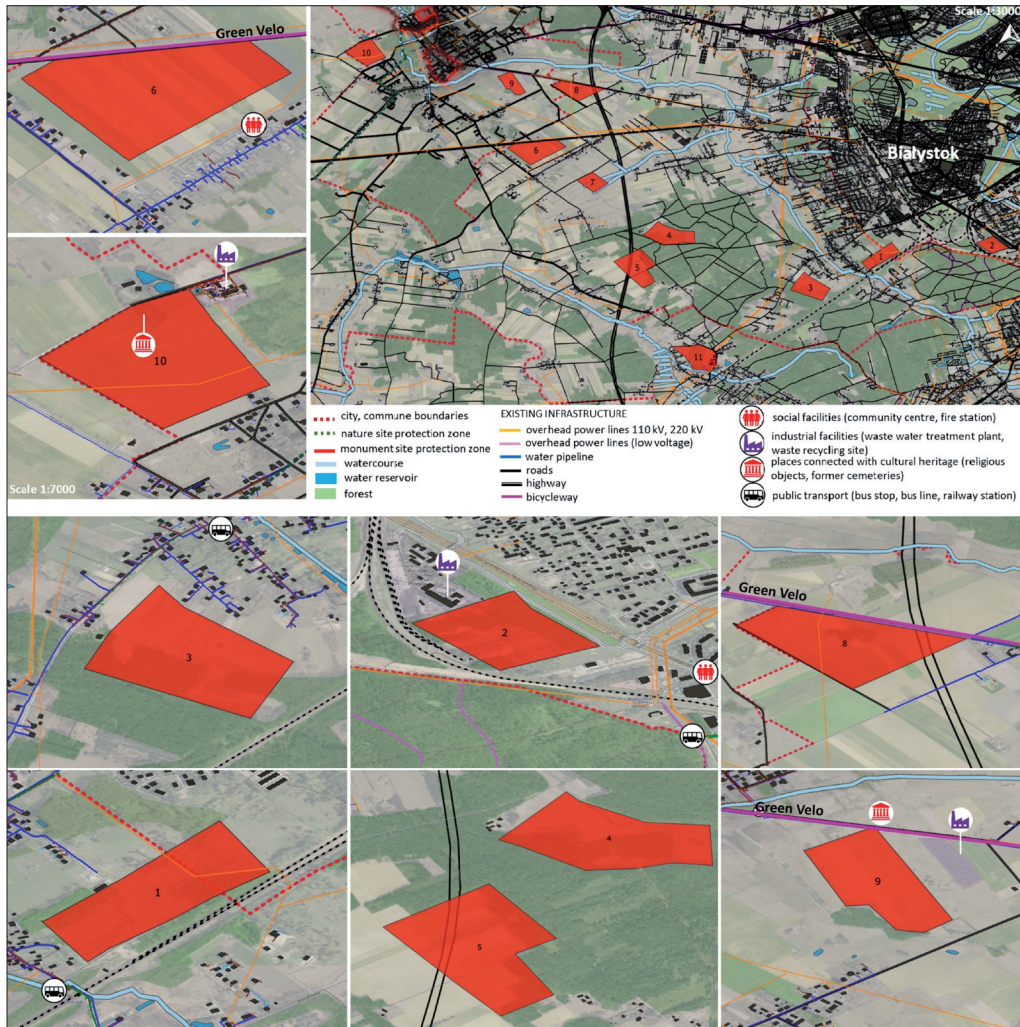 Green Velo
6
Scale 1:3000
10
9
8
6
7
Białystok
4
5
1
2
3
11
10
Scale 1:7000
city, commune boundaries
nature site protection zone
monument site protection zone
watercourse
water reservoir
forest
EXISTING INFRASTRUCTURE
overhead power lines 110 kV, 220 kV
overhead power lines (low voltage)
water pipeline
roads
highway
bicycleway
social facilities (community centre, fire station)
industrial facilities (waste water treatment plant,
waste recycling site)
places connected with cultural heritage (religious
objects, former cemeteries)
public transport (bus stop, bus line, railway station)
3
2
Green Velo
8
1
4
5
Green Velo
9